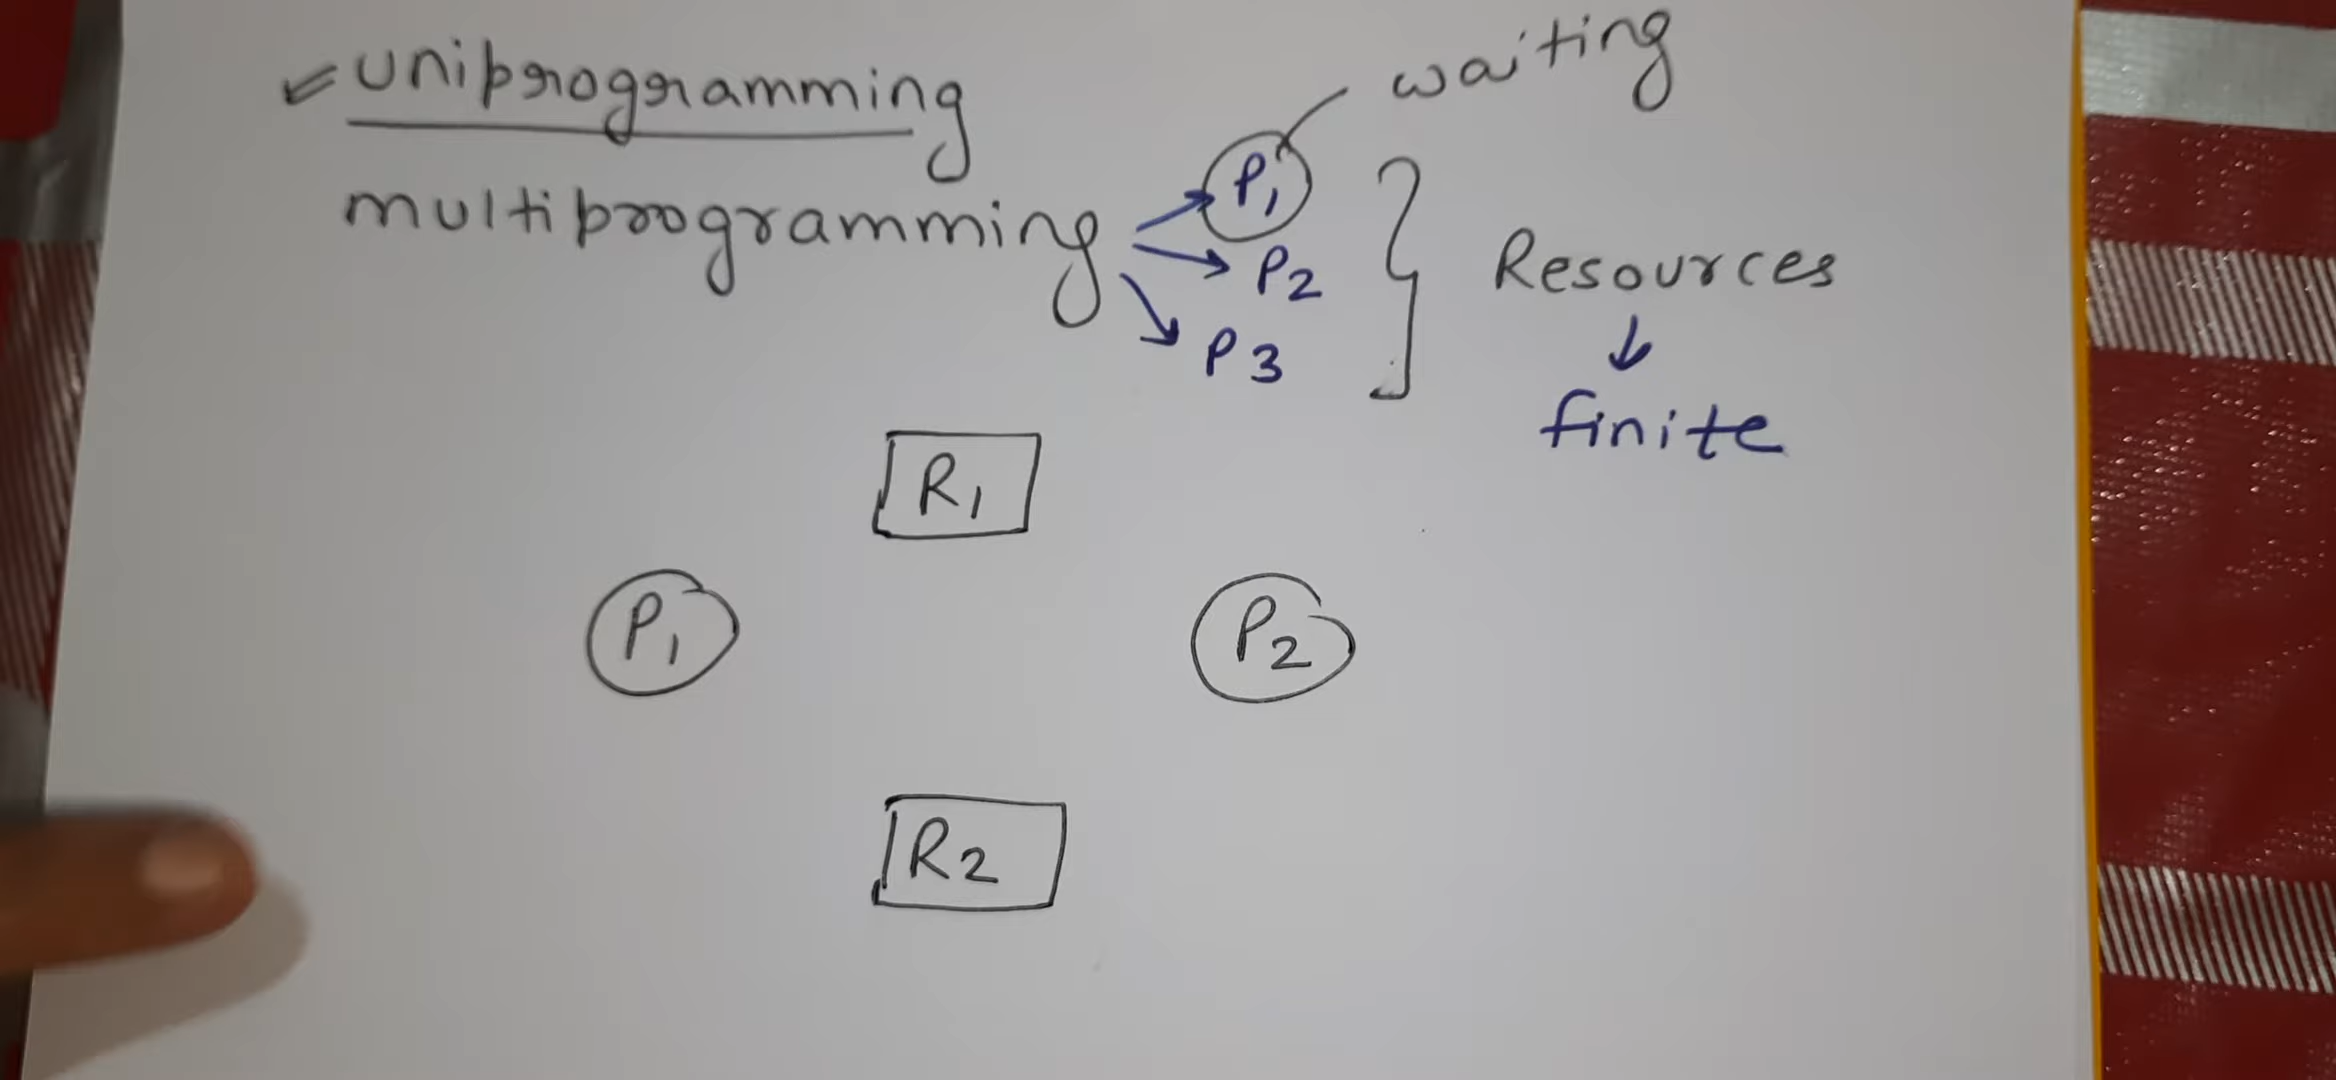 uniprogramming
waiting
multiprogramming
P1
P2
P3
Resources
finite
R1
P1
P2
R2